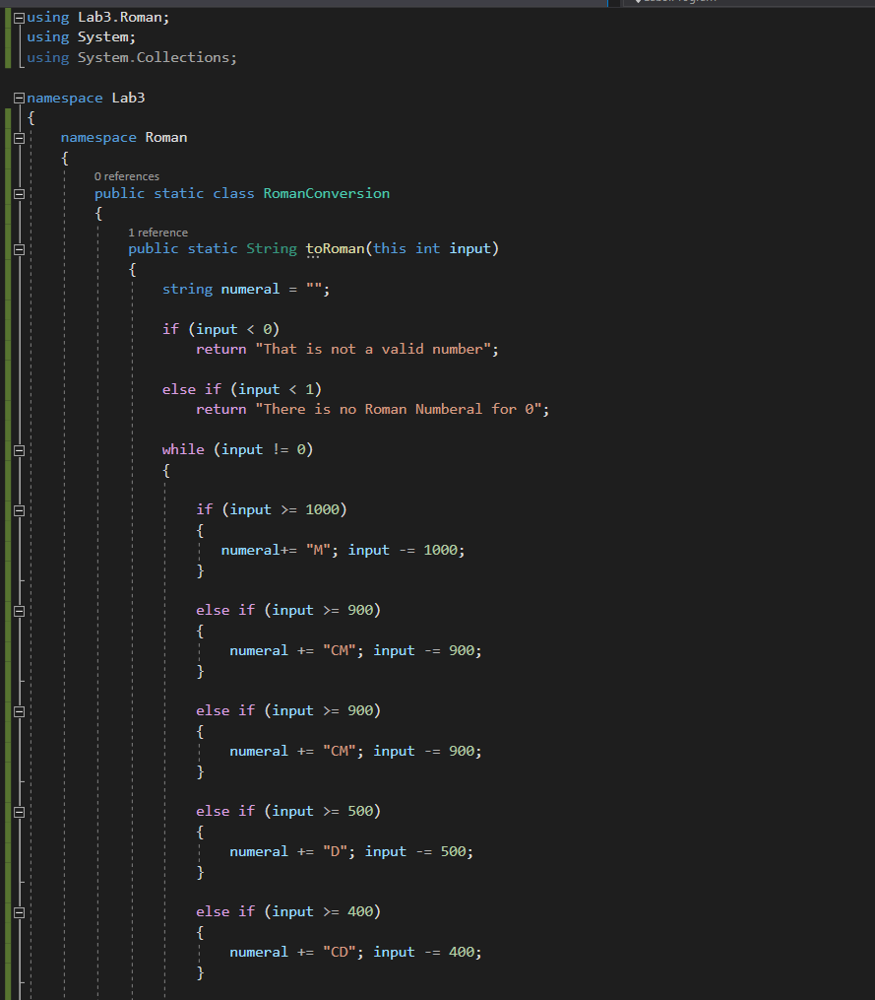 using Lab3.Roman;
using System;
using System.Collections;
namespace Lab3
{
namespace Roman
{
0 references
public static class RomanConversion
{
1 reference
public static String toRoman(this int input)
{
string numeral = "";
if (input < 0)
return "That is not a valid number";
else if (input < 1)
return "There is no Roman Numberal for 0";
while (input != 0)
{
if (input >= 1000)
{
numeral+= "M"; input -= 1000;
}
else if (input >= 900)
{
numeral += "CM"; input -= 900;
}
else if (input >= 900)
{
numeral += "CM"; input -= 900;
}
else if (input >= 500)
{
numeral += "D"; input -= 500;
}
else if (input >= 400)
{
numeral += "CD"; input -= 400;
}